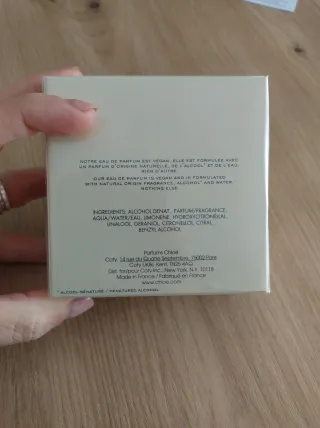 NOTRE EAU DE PARFUM EST VEGAN. ELLE EST FORMULÉE AVEC
UN PARFUM D'ORIGINE NATURELLE, DE L'ALCOOL* ET DE L'EAU.
RIEN D'AUTRE.
OUR EAU DE PARFUM IS VEGAN AND IS FORMULATED
WITH NATURAL ORIGIN FRAGRANCE, ALCOHOL* AND WATER.
NOTHING ELSE.
INGREDIENTS: ALCOHOL DENAT., PARFUM/FRAGRANCE,
AQUA/WATER/EAU, LIMONENE, HYDROXYCITRONELLAL,
LINALOOL, GERANIOL, CITRONELLOL, CITRAL,
BENZYL ALCOHOL
Parfums Chloé
Coty, 14 rue du Quatre Septembre, 75002 Paris
Coty UK&I, Kent, TN25 4AQ
Dist. for/pour Coty Inc., New York, N.Y. 10118
Made in France / Fabriqué en France
www.chloe.com
* ALCOOL DÉNATURÉ / DENATURED ALCOHOL